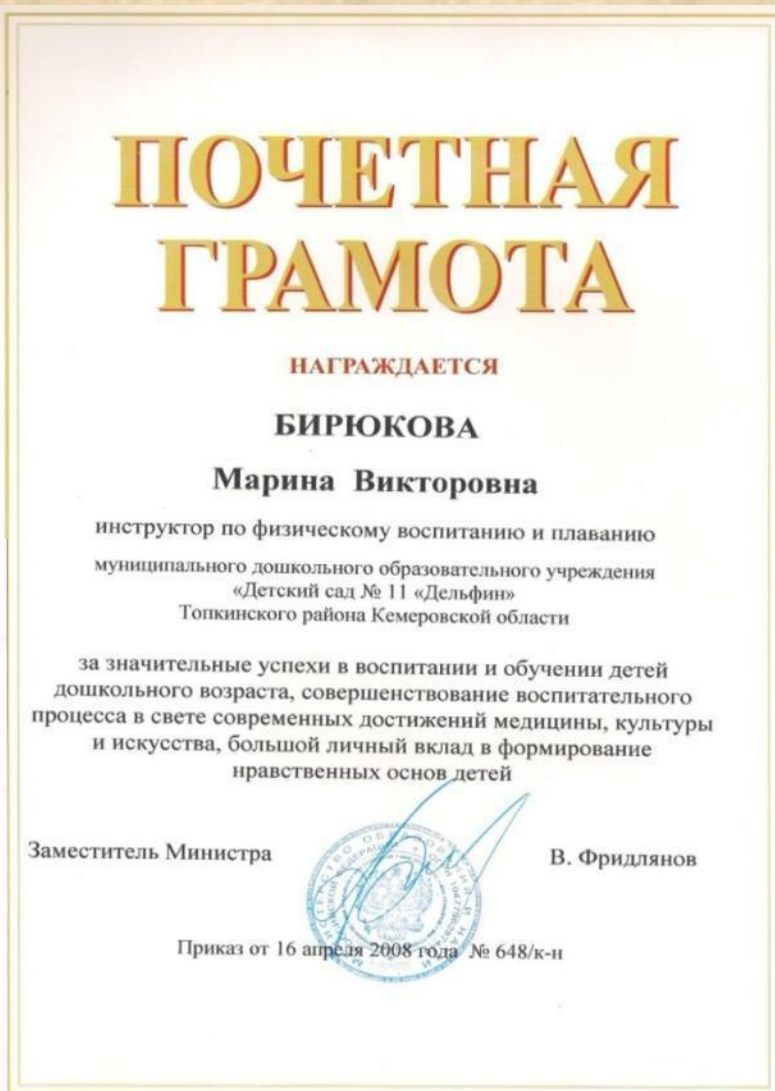 ПОЧЕТНАЯ
ГРАМОТА
НАГРАЖДАЕТСЯ
БИРЮКОВА
Марина Викторовна
инструктор по физическому воспитанию и плаванию
муниципального дошкольного образовательного учреждения
«Детский сад № 11 «Дельфин»
Топкинского района Кемеровской области
за значительные успехи в воспитании и обучении детей
дошкольного возраста, совершенствование воспитательного
процесса в свете современных достижений медицины, культуры
и искусства, большой личный вклад в формирование
нравственных основ детей
Заместитель Министра
В. Фридлянов
Приказ от 16 апреля 2008 года № 648/к-н